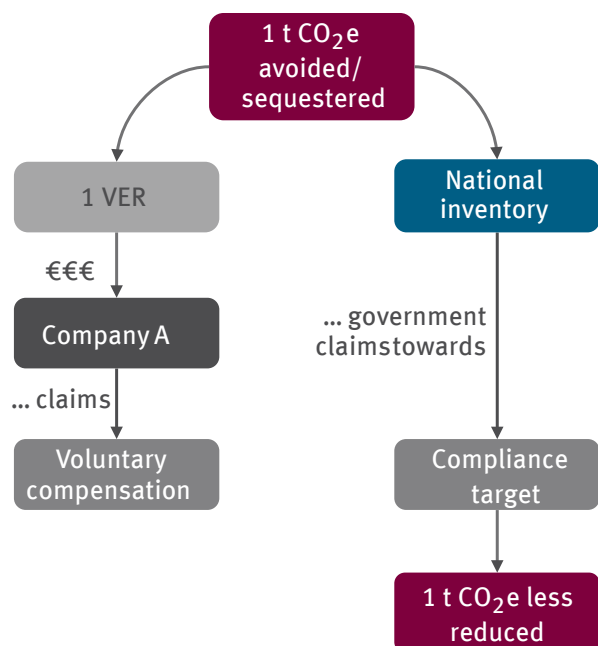 1 t CO₂e
avoided/
sequestered
1 VER
National
inventory
€€€
Company A
... government
claimstowards
... claims
Voluntary
compensation
Compliance
target
1 t CO₂e less
reduced